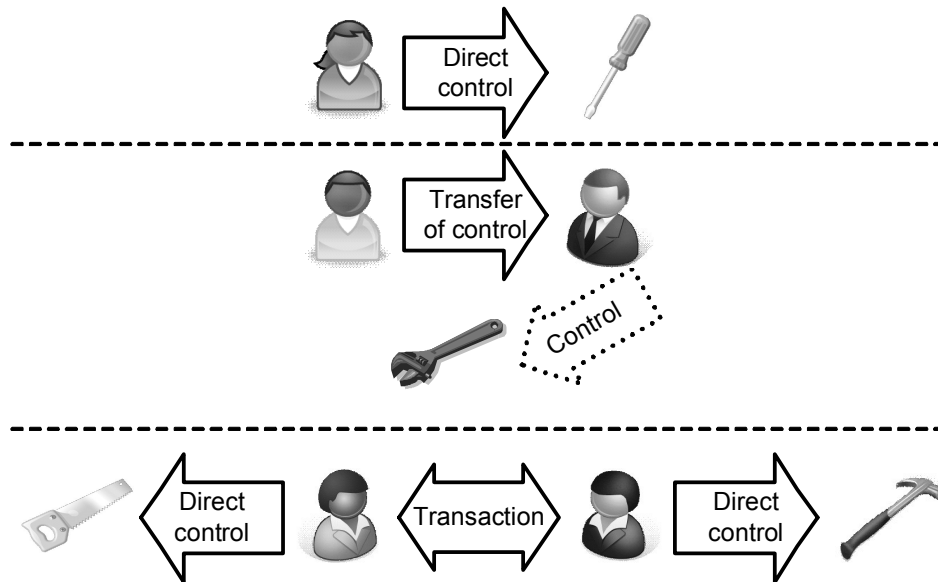 Direct
control
Transfer
of control
Control
Direct
control
Transaction
Direct
control